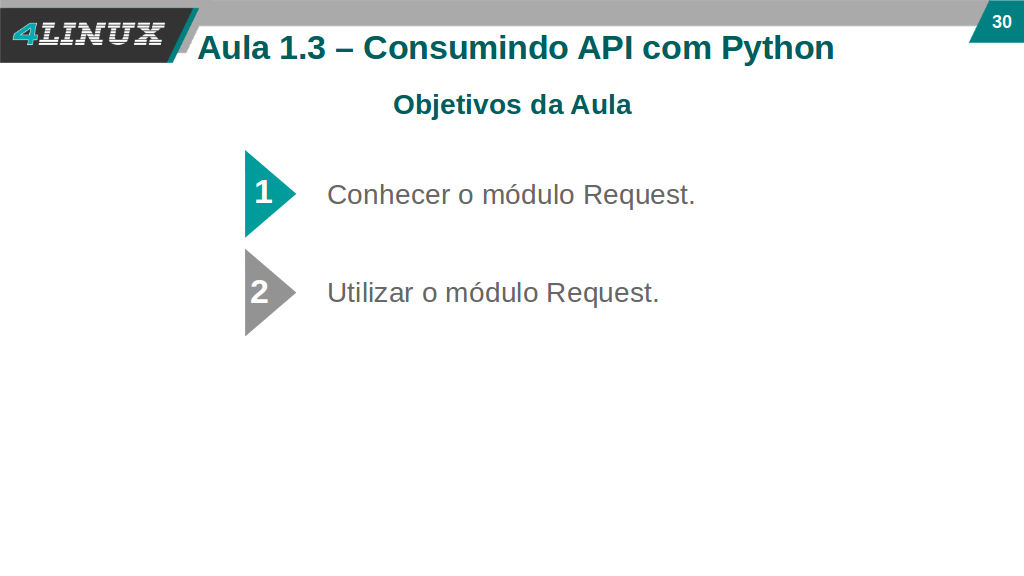 4LINUX
30
Aula 1.3 – Consumindo API com Python
Objetivos da Aula
1
Conhecer o módulo Request.
2
Utilizar o módulo Request.